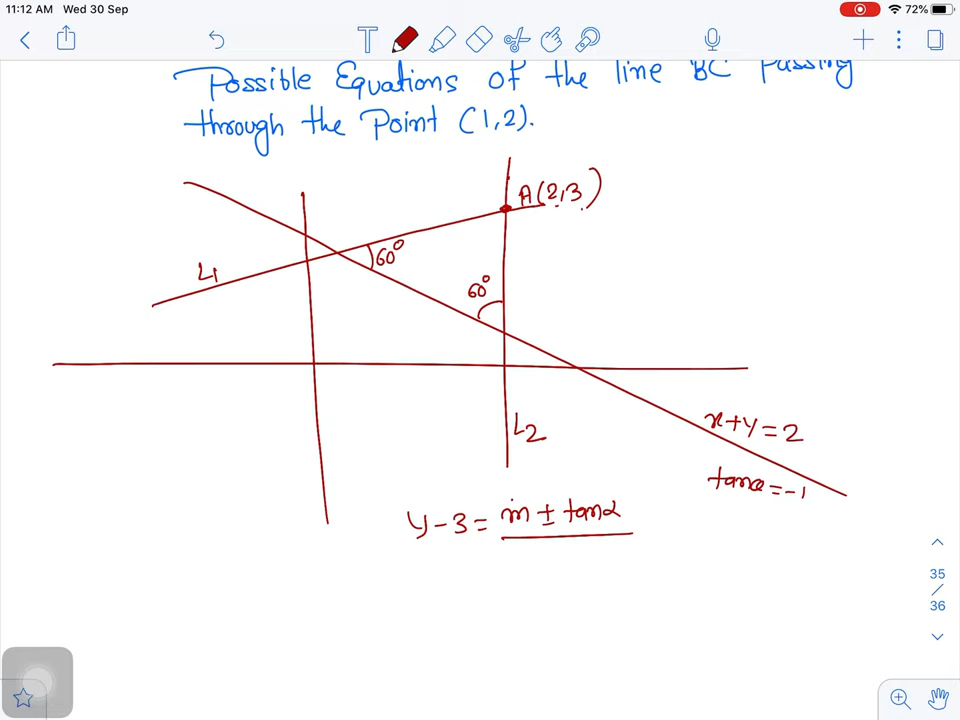 11:12 AM Wed 30 Sep
72%
T
Possible Equations of the line BC passing
through the Point (1,2).
A(2,3)
60°
L1
60°
L2
x+y=2
tanα=-1
y-3 = m ± tanα
35
/
36